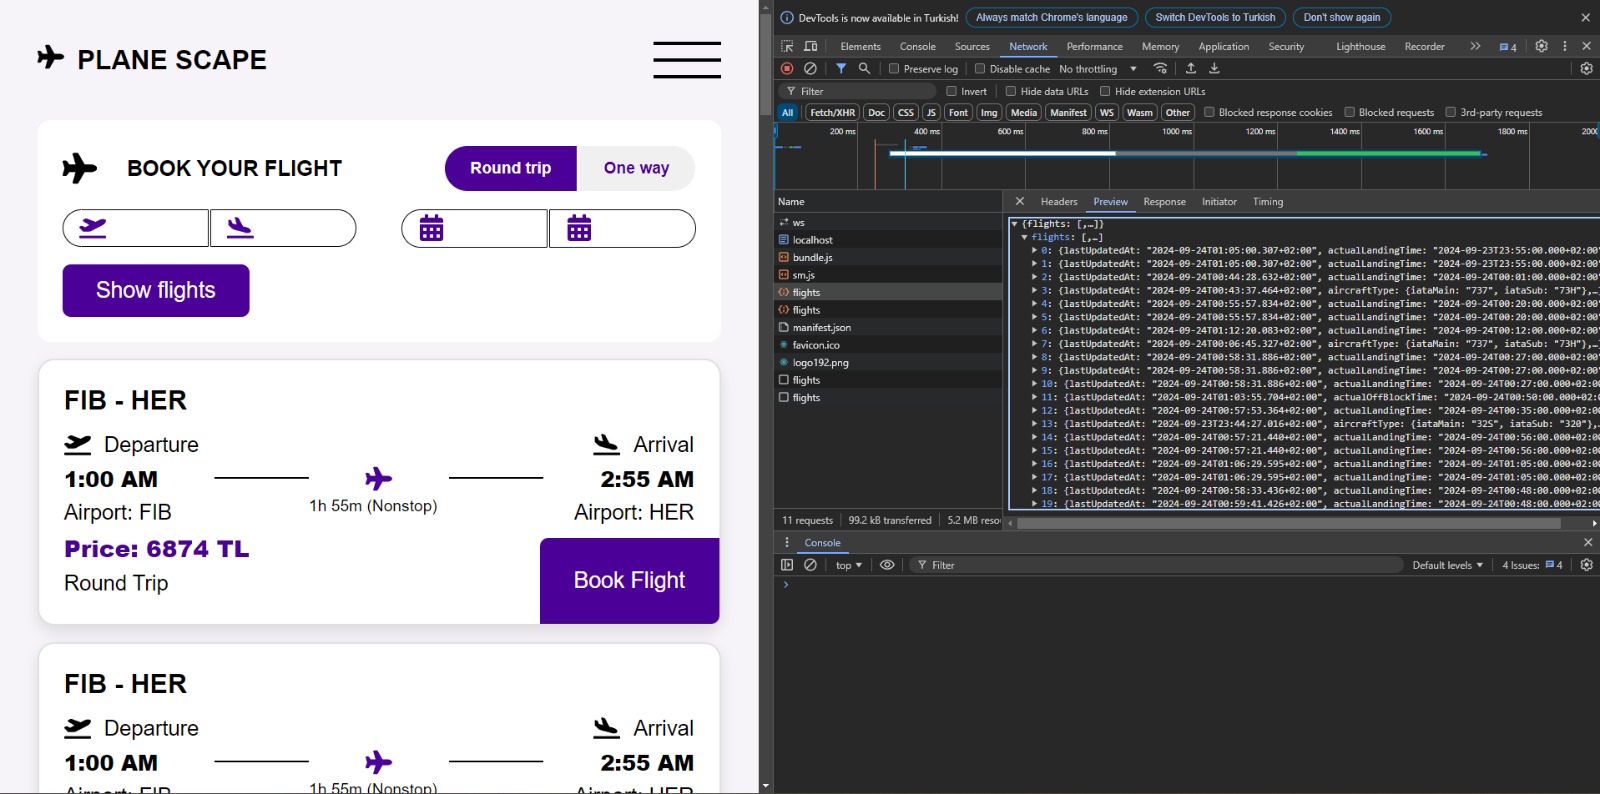 PLANE SCAPE
BOOK YOUR FLIGHT
Round trip
One way
Show flights
FIB - HER
Departure
Arrival
1:00 AM
2:55 AM
1h 55m (Nonstop)
Airport: FIB
Airport: HER
Price: 6874 TL
Round Trip
Book Flight
FIB - HER
Departure
Arrival
1:00 AM
2:55 AM
1h 55m (Nonstop)
Airport: FIB
Airport: HER
DevTools is now available in Turkish!
Always match Chrome's language
Switch DevTools to Turkish
Don't show again
Elements Console Sources Network Performance Memory Application Security Lighthouse Recorder 4
Preserve log Disable cache No throttling
Filter Invert Hide data URLs Hide extension URLs
All Fetch/XHR Doc CSS JS Font Img Media Manifest WS Wasm Other Blocked response cookies Blocked requests 3rd-party requests
200 ms 400 ms 600 ms 800 ms 1000 ms 1200 ms 1400 ms 1600 ms 1800 ms 2000
Name
ws
localhost
bundle.js
sm.js
flights
flights
manifest.json
favicon.ico
logo192.png
flights
flights
11 requests 99.2 kB transferred 5.2 MB reso
Headers Preview Response Initiator Timing
{flights: [,…]}
flights: [,…]
0: {lastUpdatedAt: "2024-09-24T01:05:00.307+02:00", actualLandingTime: "2024-09-23T23:55:00.000+02:00"
1: {lastUpdatedAt: "2024-09-24T01:05:00.307+02:00", actualLandingTime: "2024-09-23T23:55:00.000+02:00"
2: {lastUpdatedAt: "2024-09-24T00:44:28.632+02:00", actualLandingTime: "2024-09-24T00:01:00.000+02:00"
3: {lastUpdatedAt: "2024-09-24T00:43:37.464+02:00", aircraftType: {iataMain: "737", iataSub: "73H"},…
4: {lastUpdatedAt: "2024-09-24T00:55:57.834+02:00", actualLandingTime: "2024-09-24T00:20:00.000+02:00"
5: {lastUpdatedAt: "2024-09-24T00:55:57.834+02:00", actualLandingTime: "2024-09-24T00:20:00.000+02:00"
6: {lastUpdatedAt: "2024-09-24T01:12:20.083+02:00", actualLandingTime: "2024-09-24T00:12:00.000+02:00"
7: {lastUpdatedAt: "2024-09-24T00:06:45.327+02:00", aircraftType: {iataMain: "737", iataSub: "73H"},…
8: {lastUpdatedAt: "2024-09-24T00:58:31.886+02:00", actualLandingTime: "2024-09-24T00:27:00.000+02:00"
9: {lastUpdatedAt: "2024-09-24T00:58:31.886+02:00", actualLandingTime: "2024-09-24T00:27:00.000+02:00"
10: {lastUpdatedAt: "2024-09-24T00:58:31.886+02:00", actualLandingTime: "2024-09-24T00:27:00.000+02:00
11: {lastUpdatedAt: "2024-09-24T01:03:55.704+02:00", actualOffBlockTime: "2024-09-24T00:50:00.000+02:0
12: {lastUpdatedAt: "2024-09-24T00:57:53.364+02:00", actualLandingTime: "2024-09-24T00:35:00.000+02:00
13: {lastUpdatedAt: "2024-09-23T23:44:27.016+02:00", aircraftType: {iataMain: "32S", iataSub: "320"},…
14: {lastUpdatedAt: "2024-09-24T00:57:21.440+02:00", actualLandingTime: "2024-09-24T00:56:00.000+02:00
15: {lastUpdatedAt: "2024-09-24T00:57:21.440+02:00", actualLandingTime: "2024-09-24T00:56:00.000+02:00
16: {lastUpdatedAt: "2024-09-24T01:06:29.595+02:00", actualLandingTime: "2024-09-24T01:05:00.000+02:00
17: {lastUpdatedAt: "2024-09-24T01:06:29.595+02:00", actualLandingTime: "2024-09-24T01:05:00.000+02:00
18: {lastUpdatedAt: "2024-09-24T00:58:33.436+02:00", actualLandingTime: "2024-09-24T00:48:00.000+02:00
19: {lastUpdatedAt: "2024-09-24T00:59:41.426+02:00", actualLandingTime: "2024-09-24T00:48:00.000+02:00
Console
top Filter Default levels 4 Issues: 4